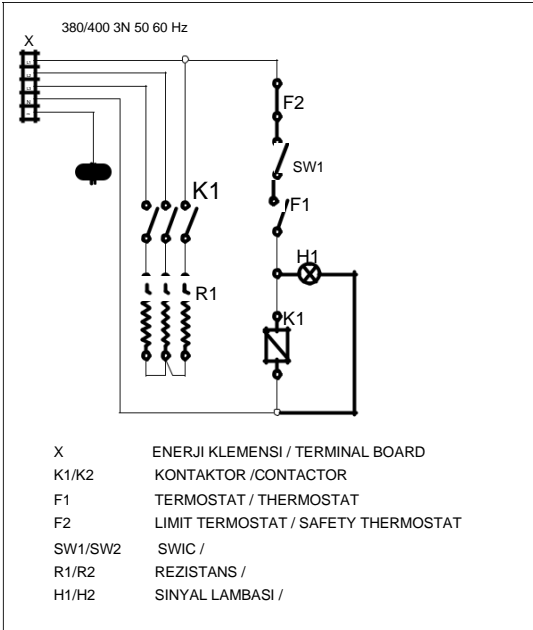 380/400 3N 50 60 Hz
X
F2
SW1
K1
F1
H1
R1
K1
X ENERJI KLEMENSI / TERMINAL BOARD
K1/K2 KONTAKTOR /CONTACTOR
F1 TERMOSTAT / THERMOSTAT
F2 LIMIT TERMOSTAT / SAFETY THERMOSTAT
SW1/SW2 SWIC /
R1/R2 REZISTANS /
H1/H2 SINYAL LAMBASI /